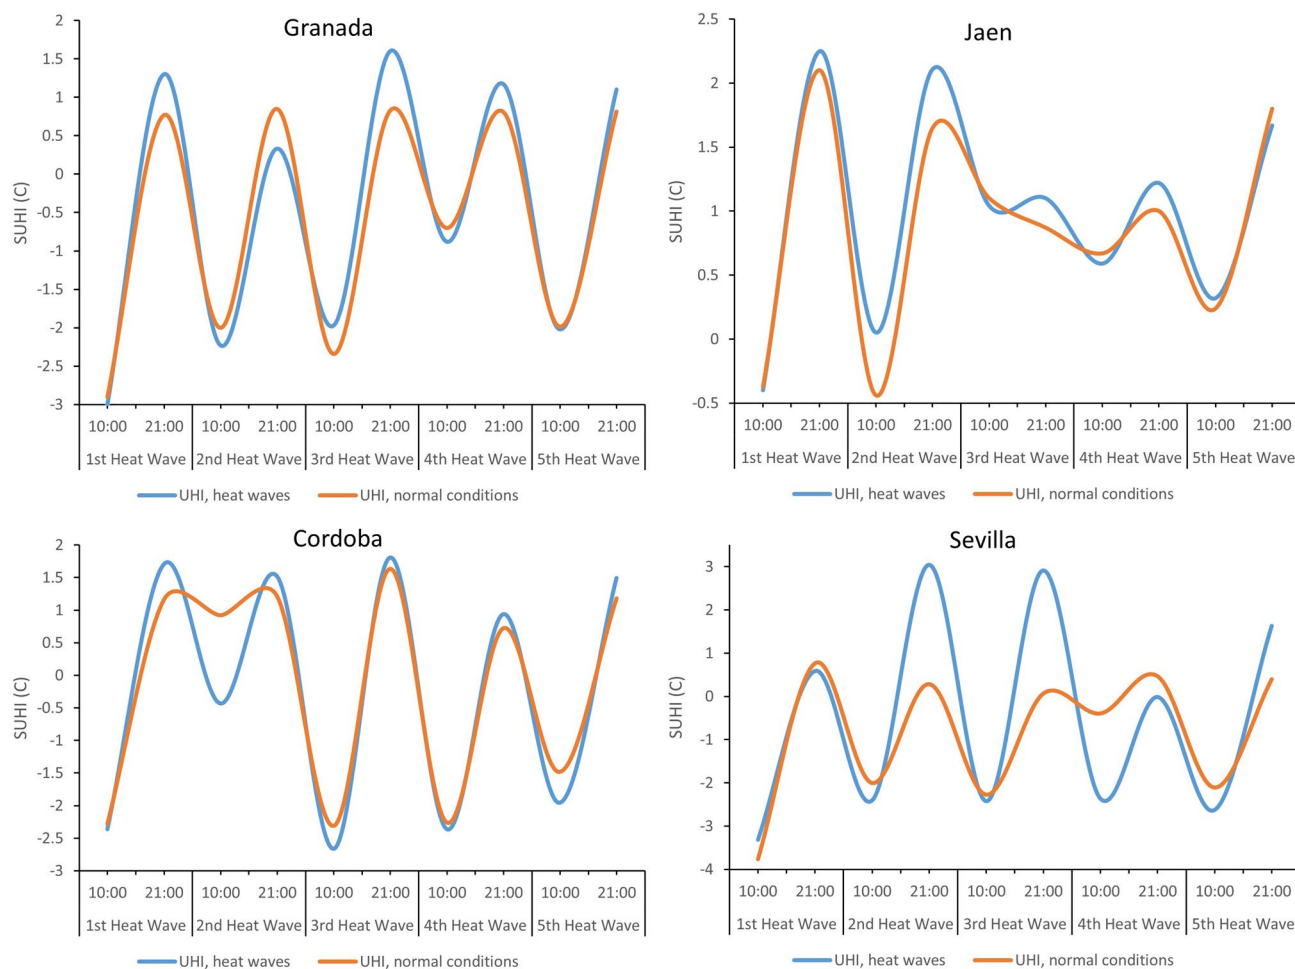 Granada
SUHI (C)
2
1.5
1
0.5
0
-0.5
-1
-1.5
-2
-2.5
-3
10:00 21:00 10:00 21:00 10:00 21:00 10:00 21:00 10:00 21:00
1st Heat Wave 2nd Heat Wave 3rd Heat Wave 4th Heat Wave 5th Heat Wave
UHI, heat waves UHI, normal conditions
Jaen
SUHI (C)
2.5
2
1.5
1
0.5
0
-0.5
10:00 21:00 10:00 21:00 10:00 21:00 10:00 21:00 10:00 21:00
1st Heat Wave 2nd Heat Wave 3rd Heat Wave 4th Heat Wave 5th Heat Wave
UHI, heat waves UHI, normal conditions
Cordoba
SUHI (C)
2
1.5
1
0.5
0
-0.5
-1
-1.5
-2
-2.5
-3
10:00 21:00 10:00 21:00 10:00 21:00 10:00 21:00 10:00 21:00
1st Heat Wave 2nd Heat Wave 3rd Heat Wave 4th Heat Wave 5th Heat Wave
UHI, heat waves UHI, normal conditions
Sevilla
SUHI (C)
3
2
1
0
-1
-2
-3
-4
10:00 21:00 10:00 21:00 10:00 21:00 10:00 21:00 10:00 21:00
1st Heat Wave 2nd Heat Wave 3rd Heat Wave 4th Heat Wave 5th Heat Wave
UHI, heat waves UHI, normal conditions